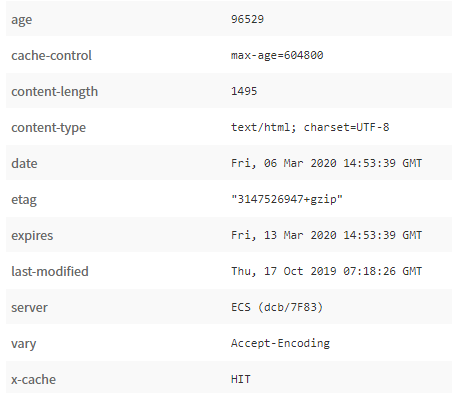 age 96529
cache-control max-age=604800
content-length 1495
content-type text/html; charset=UTF-8
date Fri, 06 Mar 2020 14:53:39 GMT
etag "3147526947+gzip"
expires Fri, 13 Mar 2020 14:53:39 GMT
last-modified Thu, 17 Oct 2019 07:18:26 GMT
server ECS (dcb/7F83)
vary Accept-Encoding
x-cache HIT